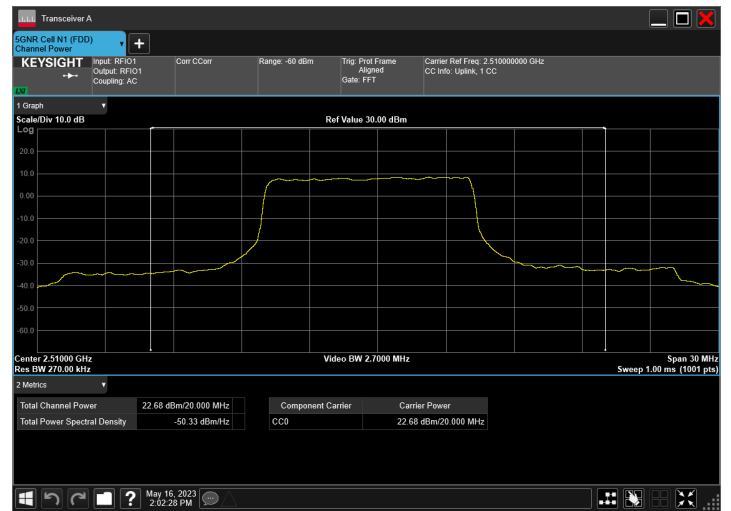 Transceiver A
5GNR Cell N1 (FDD)
Channel Power
KEYSIGHT
LXI
Input: RFIO1
Output: RFIO1
Coupling: AC
Corr CCorr
Range: -60 dBm
Trig: Prot Frame
Aligned
Gate: FFT
Carrier Ref Freq: 2.510000000 GHz
CC Info: Uplink, 1 CC
1 Graph
Scale/Div 10.0 dB
Ref Value 30.00 dBm
Log
20.0
10.0
0.00
-10.0
-20.0
-30.0
-40.0
-50.0
-60.0
Center 2.51000 GHz
Video BW 2.7000 MHz
Span 30 MHz
Res BW 270.00 kHz
Sweep 1.00 ms (1001 pts)
2 Metrics
Total Channel Power 22.68 dBm/20.000 MHz
Total Power Spectral Density -50.33 dBm/Hz
Component Carrier Carrier Power
CC0 22.68 dBm/20.000 MHz
May 16, 2023
2:02:28 PM